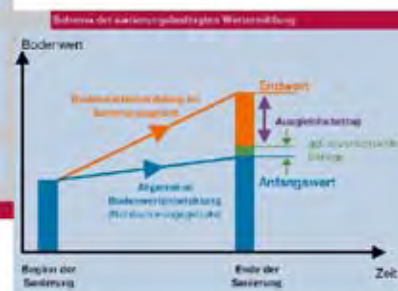 Schema der sanierungsbedingten Werterhöhung
Bodenwert
Endwert
Bodenwertentwicklung im
Sanierungsgebiet
Ausgleichsbetrag
Anfangswert
Allgemeine
Bodenwertentwicklung
Beginn der
Sanierung
Ende der
Sanierung
Zeit